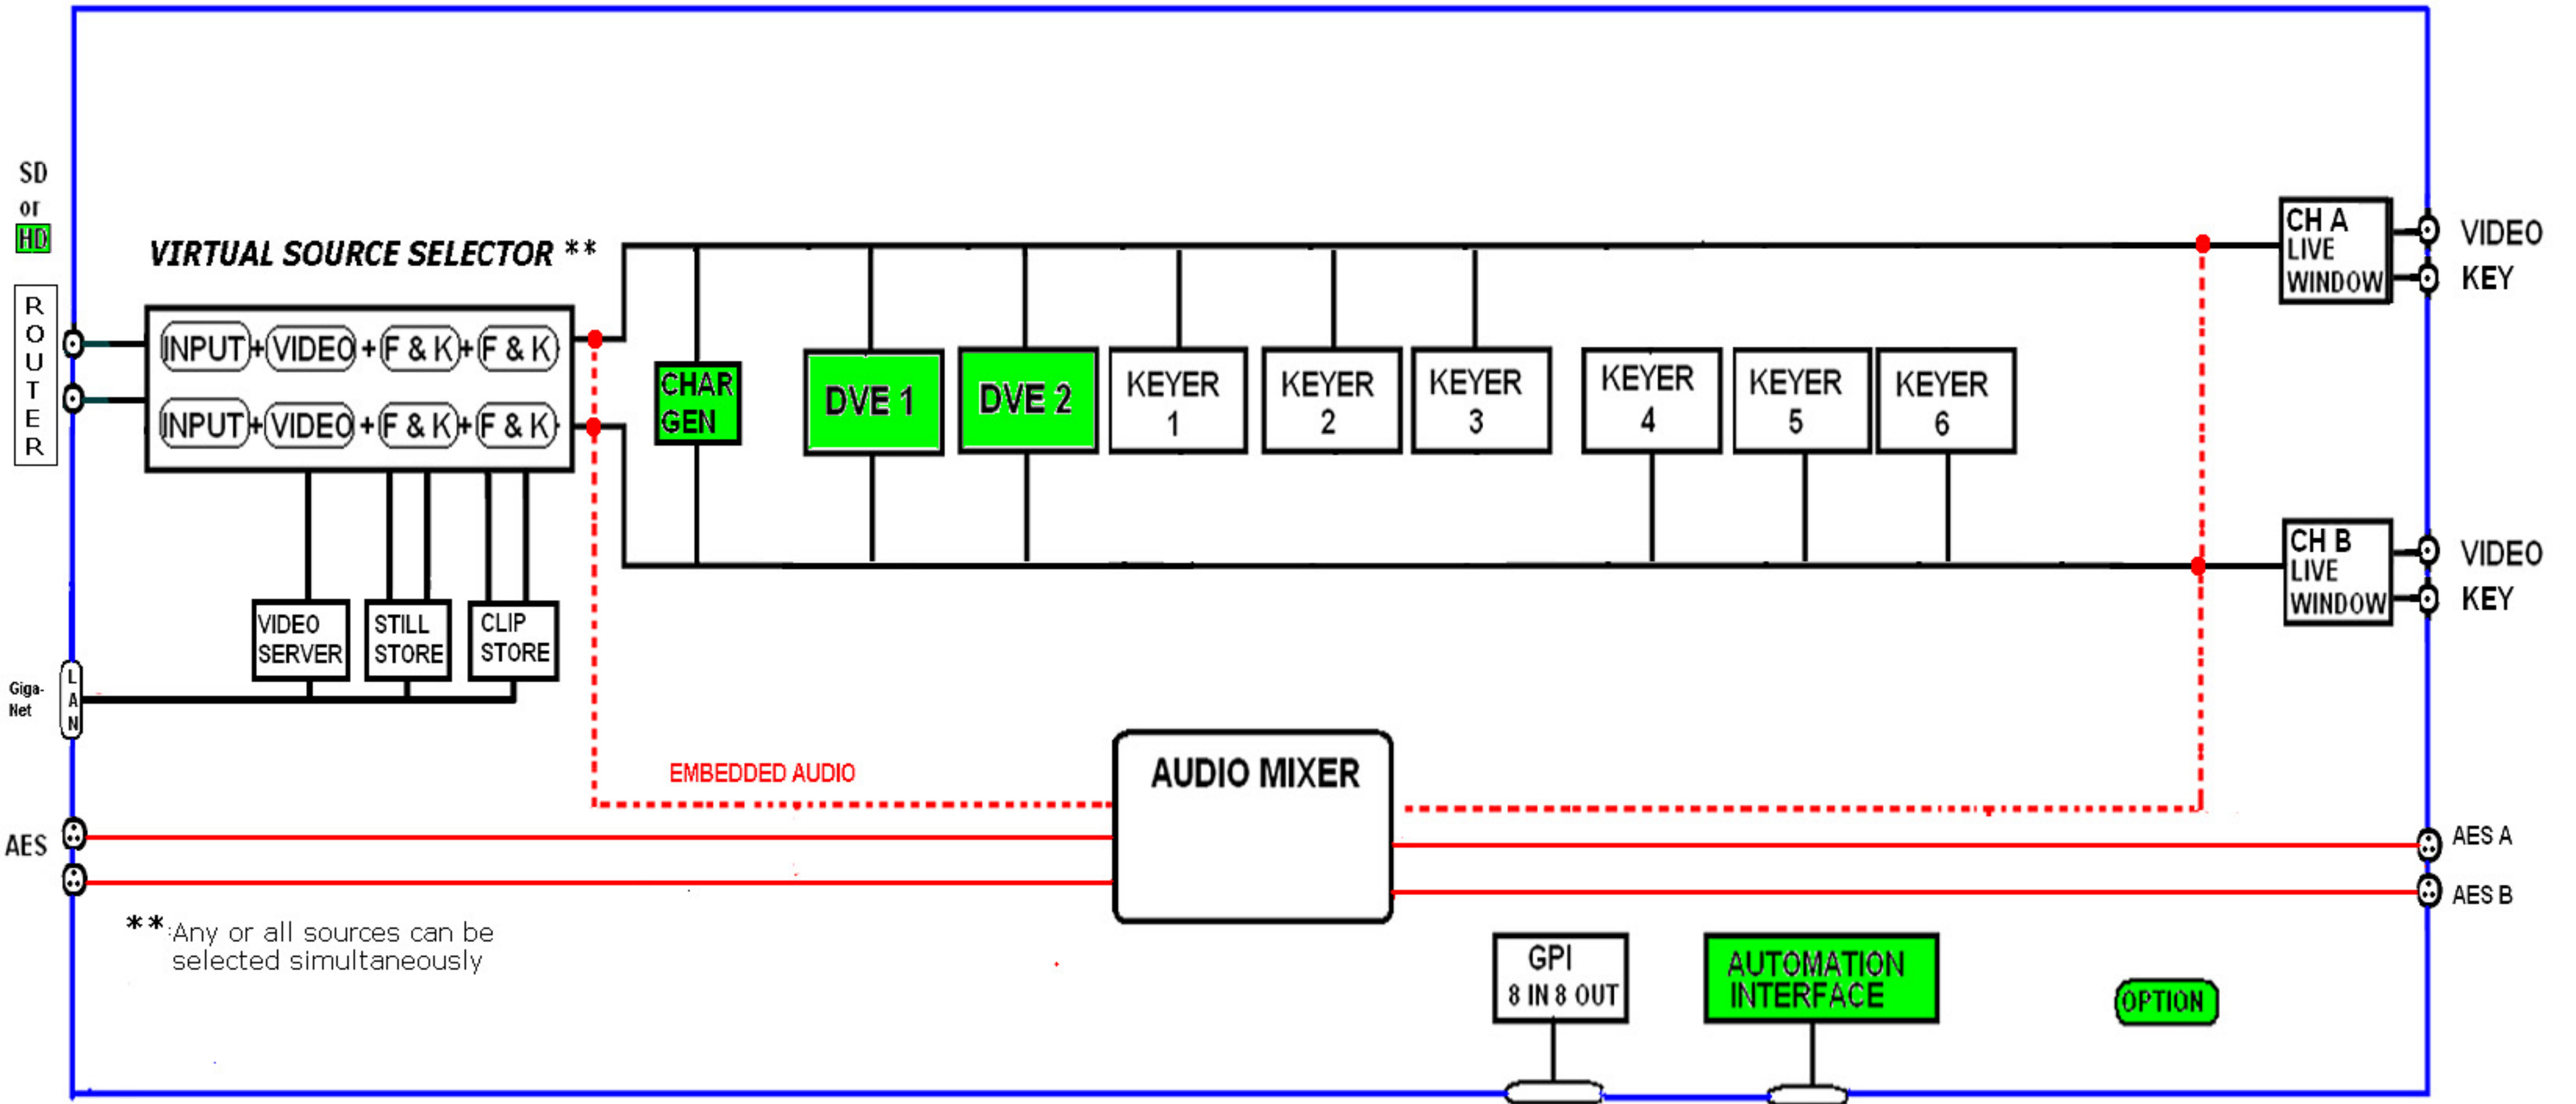 SD
or
HD
ROUTER
VIRTUAL SOURCE SELECTOR **
INPUT+VIDEO+F & K+F & K
INPUT+VIDEO+F & K+F & K
VIDEO
SERVER
STILL
STORE
CLIP
STORE
Giga-
Net
LAN
CHAR
GEN
DVE 1
DVE 2
KEYER
1
KEYER
2
KEYER
3
KEYER
4
KEYER
5
KEYER
6
CH A
LIVE
WINDOW
VIDEO
KEY
CH B
LIVE
WINDOW
VIDEO
KEY
EMBEDDED AUDIO
AUDIO MIXER
AES
AES A
AES B
**Any or all sources can be
selected simultaneously
GPI
8 IN 8 OUT
AUTOMATION
INTERFACE
OPTION